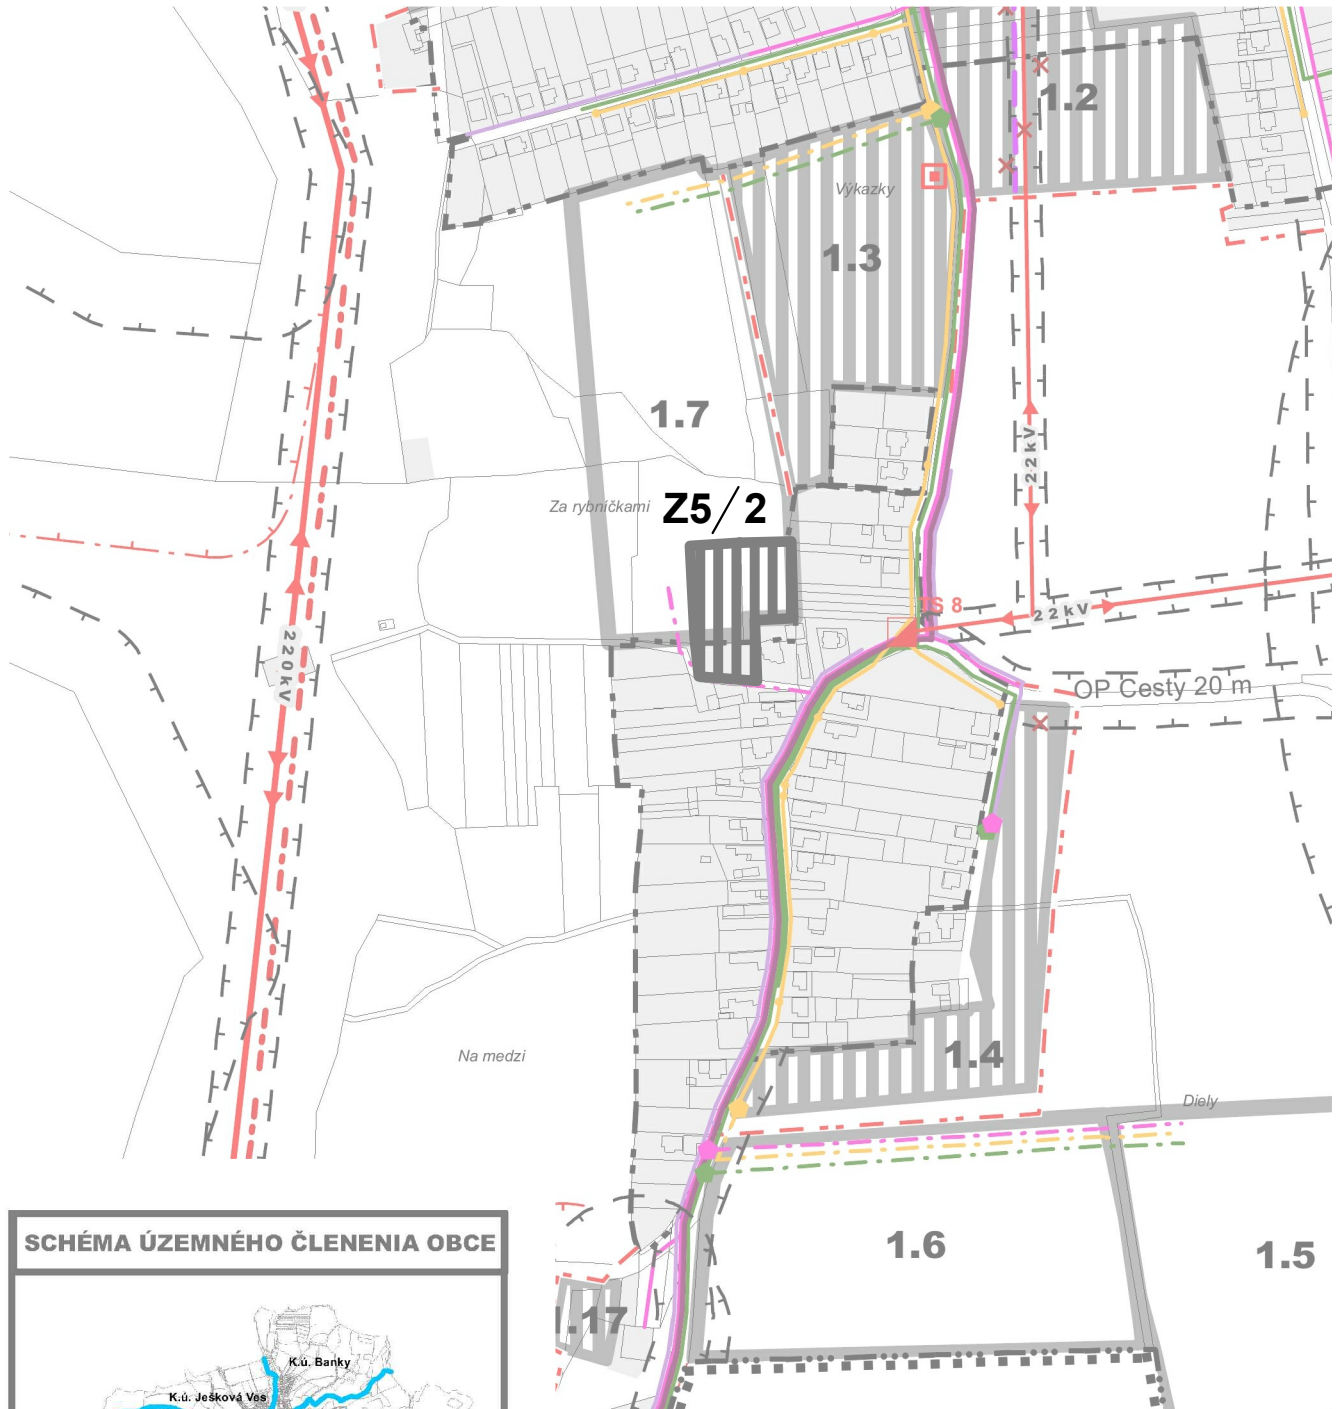 1.2
Výkazky
1.3
1.7
22kV
Za rybníčkami
Z5/2
TS 8
22kV
220kV
OP Cesty 20 m
Na medzi
1.4
Diely
1.6
1.5
SCHÉMA ÚZEMNÉHO ČLENENIA OBCE
1.17
K.ú. Banky
K.ú. Ješková Ves